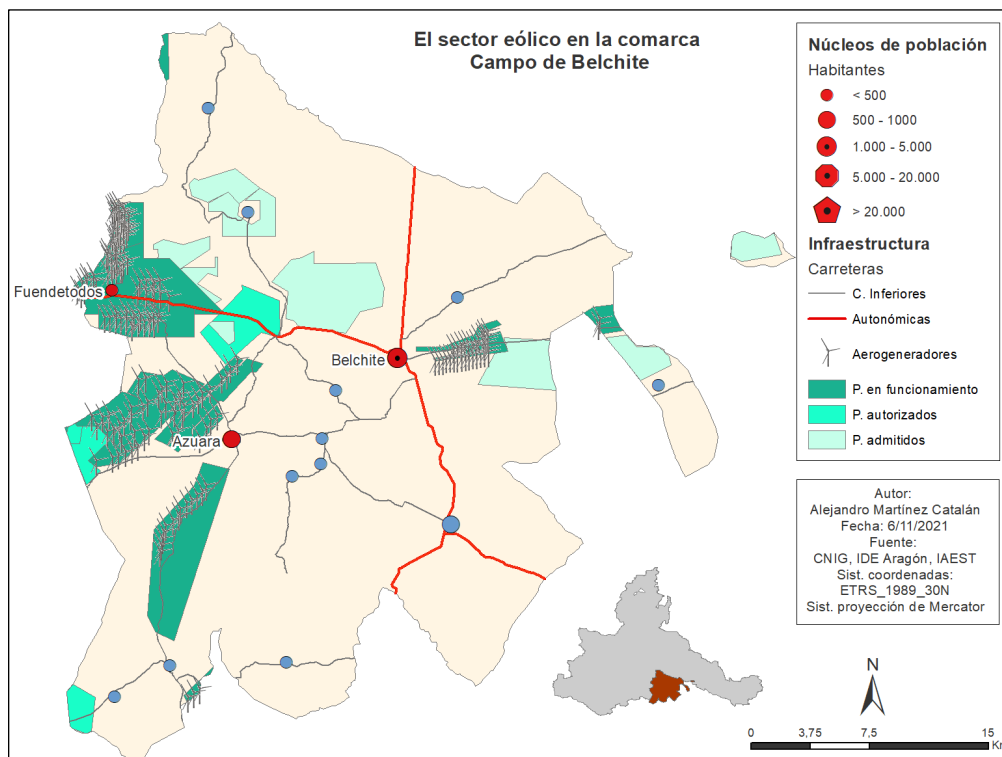 El sector eólico en la comarca
Campo de Belchite
Fuendetodos
Belchite
Azuara
Núcleos de población
Habitantes
< 500
500 - 1000
1.000 - 5.000
5.000 - 20.000
> 20.000
Infraestructura
Carreteras
C. Inferiores
Autonómicas
Aerogeneradores
P. en funcionamiento
P. autorizados
P. admitidos
Autor:
Alejandro Martínez Catalán
Fecha: 6/11/2021
Fuente:
CNIG, IDE Aragón, IAEST
Sist. coordenadas:
ETRS_1989_30N
Sist. proyección de Mercator
N
0 3,75 7,5 15
Km